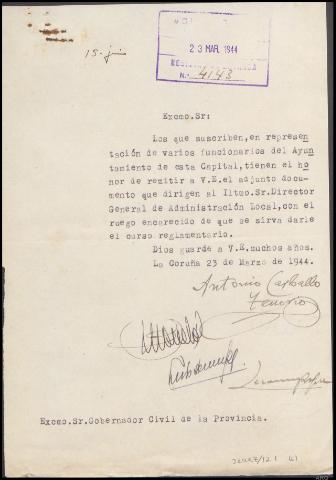 23 MAR. 1944
N.º 4143
15-j-
Excmo.Sr:
Los que suscriben,en represen
tación de varios funcionarios del Ayun
tamiento de esta Capital,tienen el ho
nor de remitir a V.E.el adjunto docu-
mento que dirigen al Iltmo.Sr.Director
General de Administración Local,con el
ruego encarecido de que se sirva darle
el curso reglamentario.
Dios guarde a V.E.muchos años.
La Coruña 23 de Marzo de 1944.
Antonio Carballo
Tenorio
Excmo.Sr.Gobernador Civil de la Provincia.